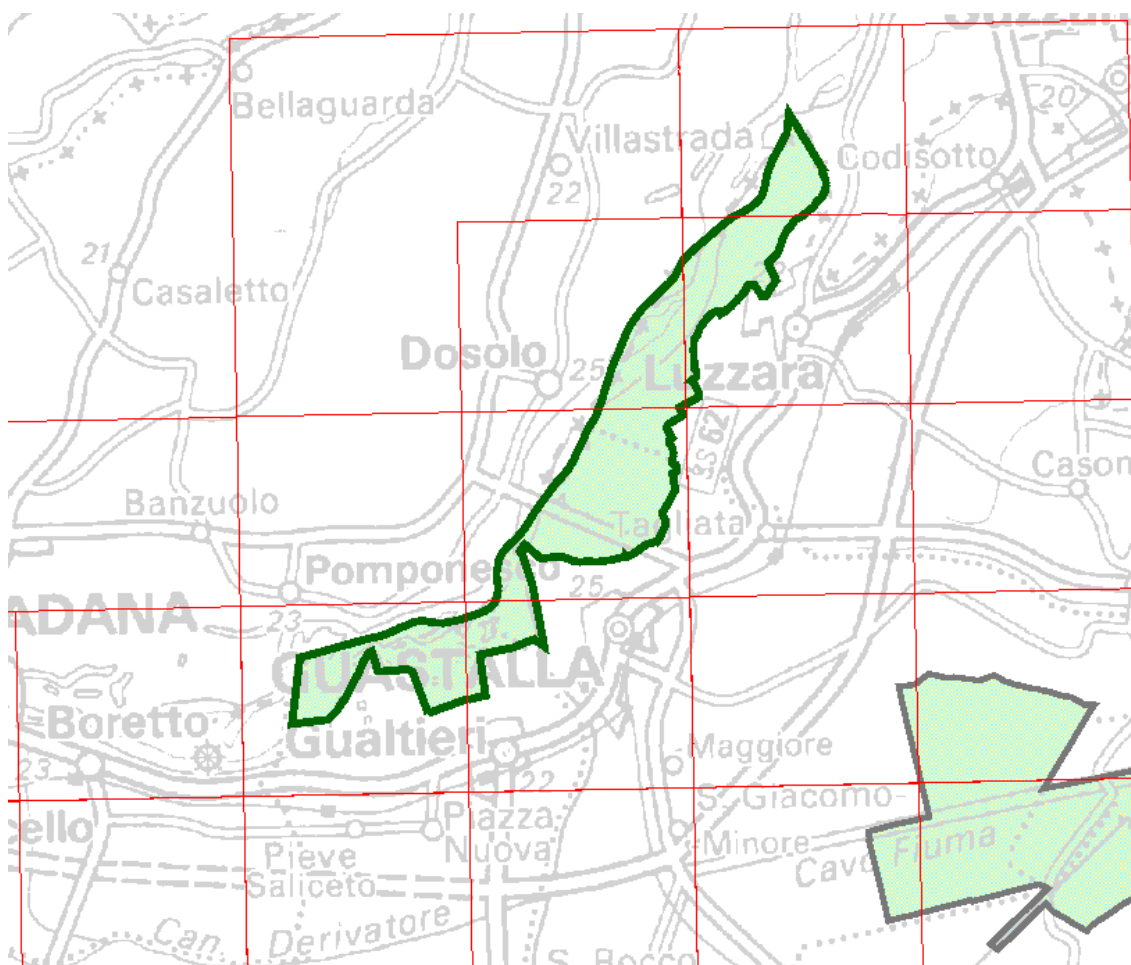 Suzzara
20
Bellaguarda
Villastrada
Codisotto
22
21
Casaletto
Dosolo
25
Luzzara
SS 62
Banzuolo
Tagliata
Pomponesco
25
ADANA
23
GUASTALLA
Boretto
Gualtieri
23
22
Maggiore
S. Giacomo
Piazza
Nuova
Minore
sello
Pieve
Saliceto
Cavo Fiuma
Can. Derivatore
S. Rocco